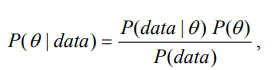 P(θ | data) = P(data | θ) P(θ) / P(data) ,